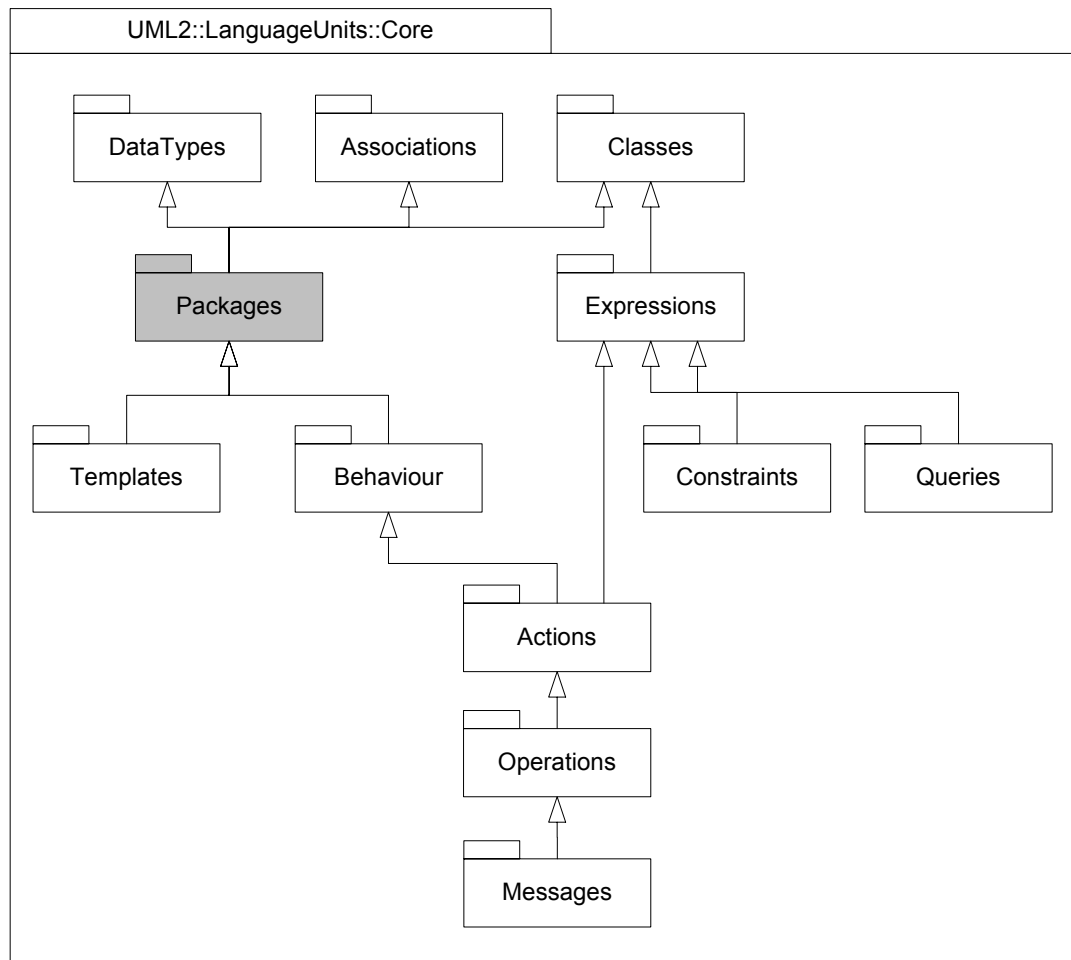 UML2::LanguageUnits::Core
DataTypes
Associations
Classes
Packages
Expressions
Templates
Behaviour
Constraints
Queries
Actions
Operations
Messages